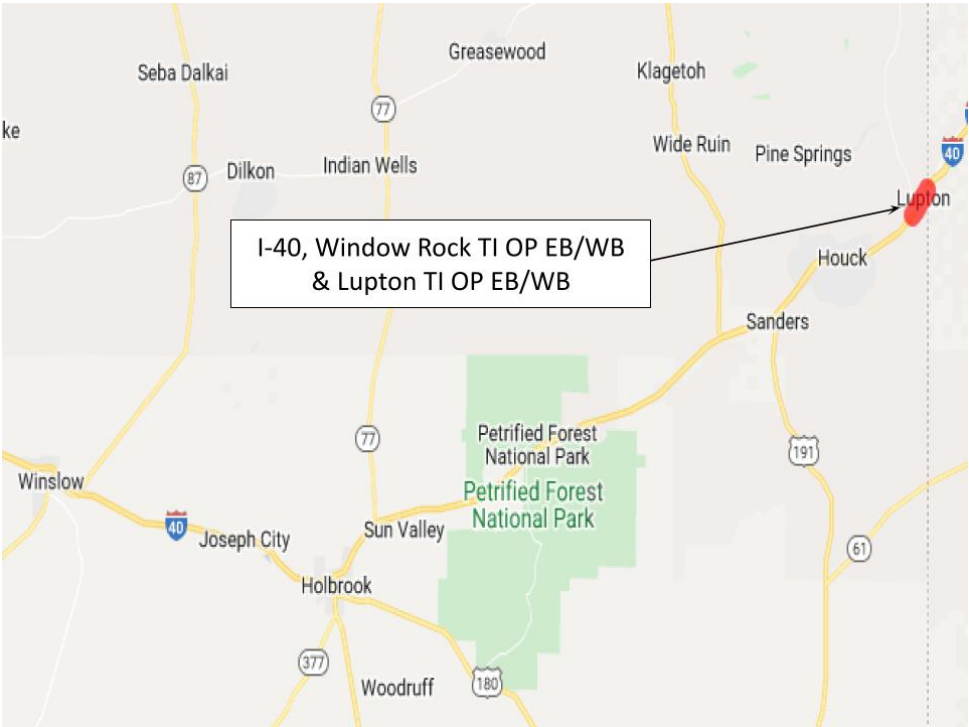 Greasewood
Seba Dalkai
Klagetoh
77
ke
Wide Ruin
Pine Springs
40
Indian Wells
Dilkon
87
Lupton
I-40, Window Rock TI OP EB/WB
& Lupton TI OP EB/WB
Houck
Sanders
77
Petrified Forest
National Park
191
Winslow
Petrified Forest
National Park
40
Sun Valley
Joseph City
61
Holbrook
377
Woodruff
180